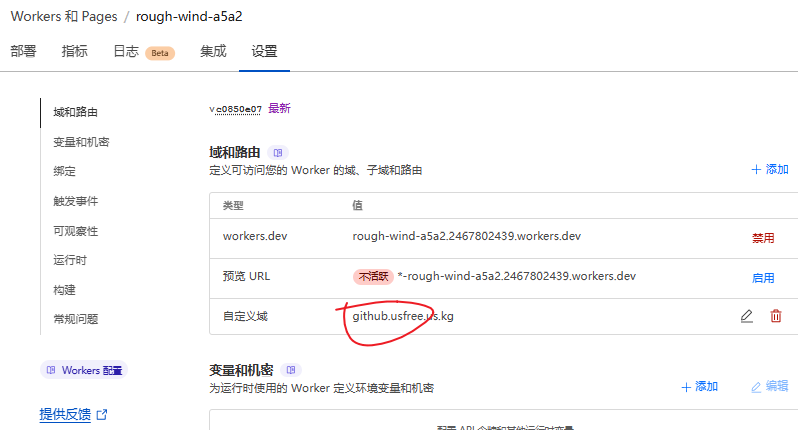 Workers 和 Pages / rough-wind-a5a2
部署 指标 日志 Beta 集成 设置
域和路由
变量和机密
绑定
触发事件
可观察性
运行时
构建
常规问题
Workers 配置
提供反馈
vc0850e07 最新
域和路由
定义可访问您的 Worker 的域、子域和路由
+ 添加
类型 值
workers.dev rough-wind-a5a2.2467802439.workers.dev 禁用
预览 URL 不活跃 *-rough-wind-a5a2.2467802439.workers.dev 启用
自定义域 github.usfree.us.kg
变量和机密
为运行时使用的 Worker 定义环境变量和机密
+ 添加 编辑